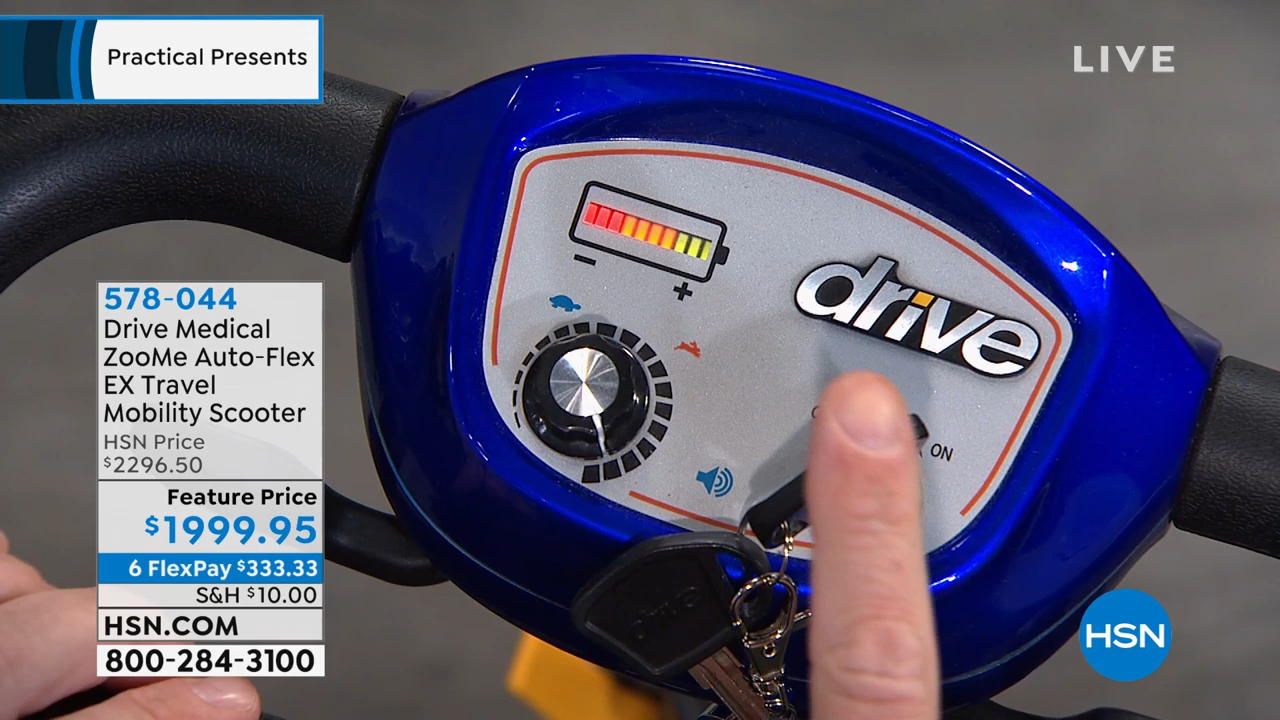 Practical Presents
LIVE
578-044
Drive Medical
ZooMe Auto-Flex
EX Travel
Mobility Scooter
HSN Price
$2296.50
Feature Price
$1999.95
6 FlexPay $333.33
S&H $10.00
HSN.COM
800-284-3100
drive
ON
drive
HSN